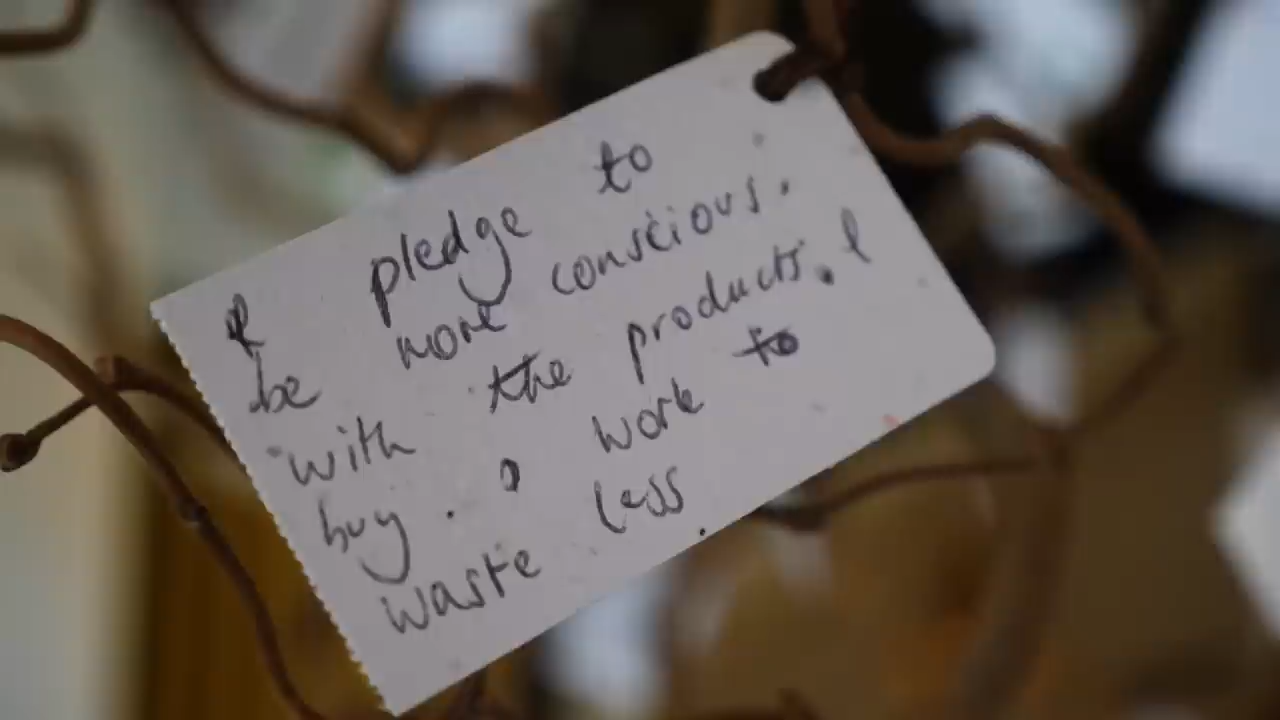 I pledge to
be more conscious.
with the products. I
buy. I work to
waste less.